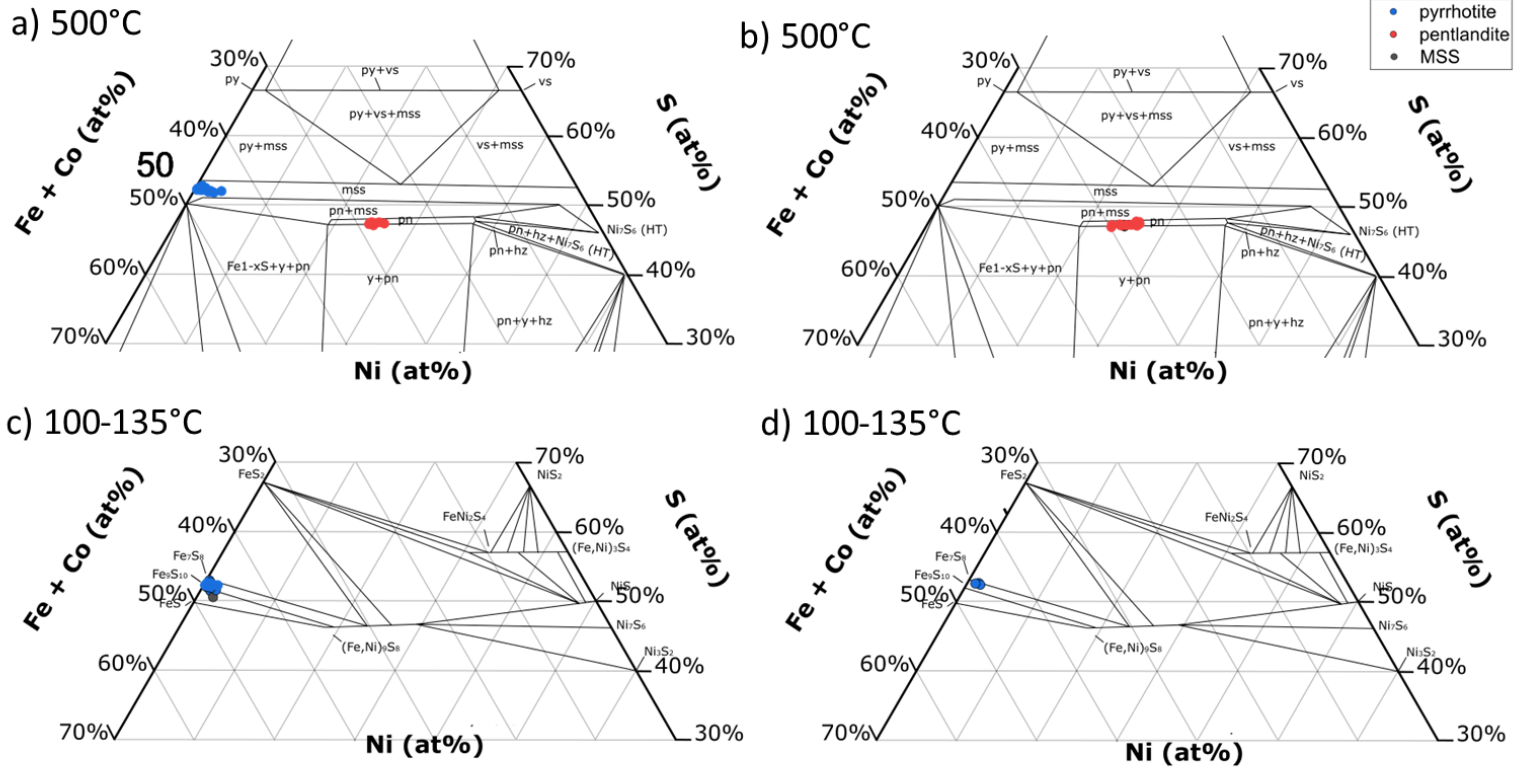 a) 500°C
b) 500°C
pyrrhotite
pentlandite
MSS
30%
70%
py+vs
py
vs
S (at%)
Fe + Co (at%)
py+vs+mss
40%
60%
py+mss
vs+mss
50
50%
mss
50%
pn+mss
pn
Ni₇S₆ (HT)
pn+hz+Ni₇S₆ (HT)
pn+hz
60%
Fe1-xS+y+pn
y+pn
40%
pn+y+hz
70%
30%
Ni (at%)
30%
70%
py+vs
py
vs
S (at%)
Fe + Co (at%)
py+vs+mss
40%
60%
py+mss
vs+mss
50%
mss
50%
pn+mss
pn
Ni₇S₆ (HT)
pn+hz+Ni₇S₆ (HT)
pn+hz
60%
Fe1-xS+y+pn
y+pn
40%
pn+y+hz
70%
30%
Ni (at%)
c) 100-135°C
d) 100-135°C
30%
70%
FeS₂
NiS₂
S (at%)
Fe + Co (at%)
FeNi₂S₄
40%
60%
(Fe,Ni)₃S₄
Fe₇S₈
Fe₉S₁₀
50%
FeS
NiS
50%
Ni₇S₆
(Fe,Ni)₉S₈
Ni₃S₂
60%
40%
70%
30%
Ni (at%)
30%
70%
FeS₂
NiS₂
S (at%)
Fe + Co (at%)
FeNi₂S₄
40%
60%
(Fe,Ni)₃S₄
Fe₇S₈
Fe₉S₁₀
50%
FeS
NiS
50%
Ni₇S₆
(Fe,Ni)₉S₈
Ni₃S₂
60%
40%
70%
30%
Ni (at%)